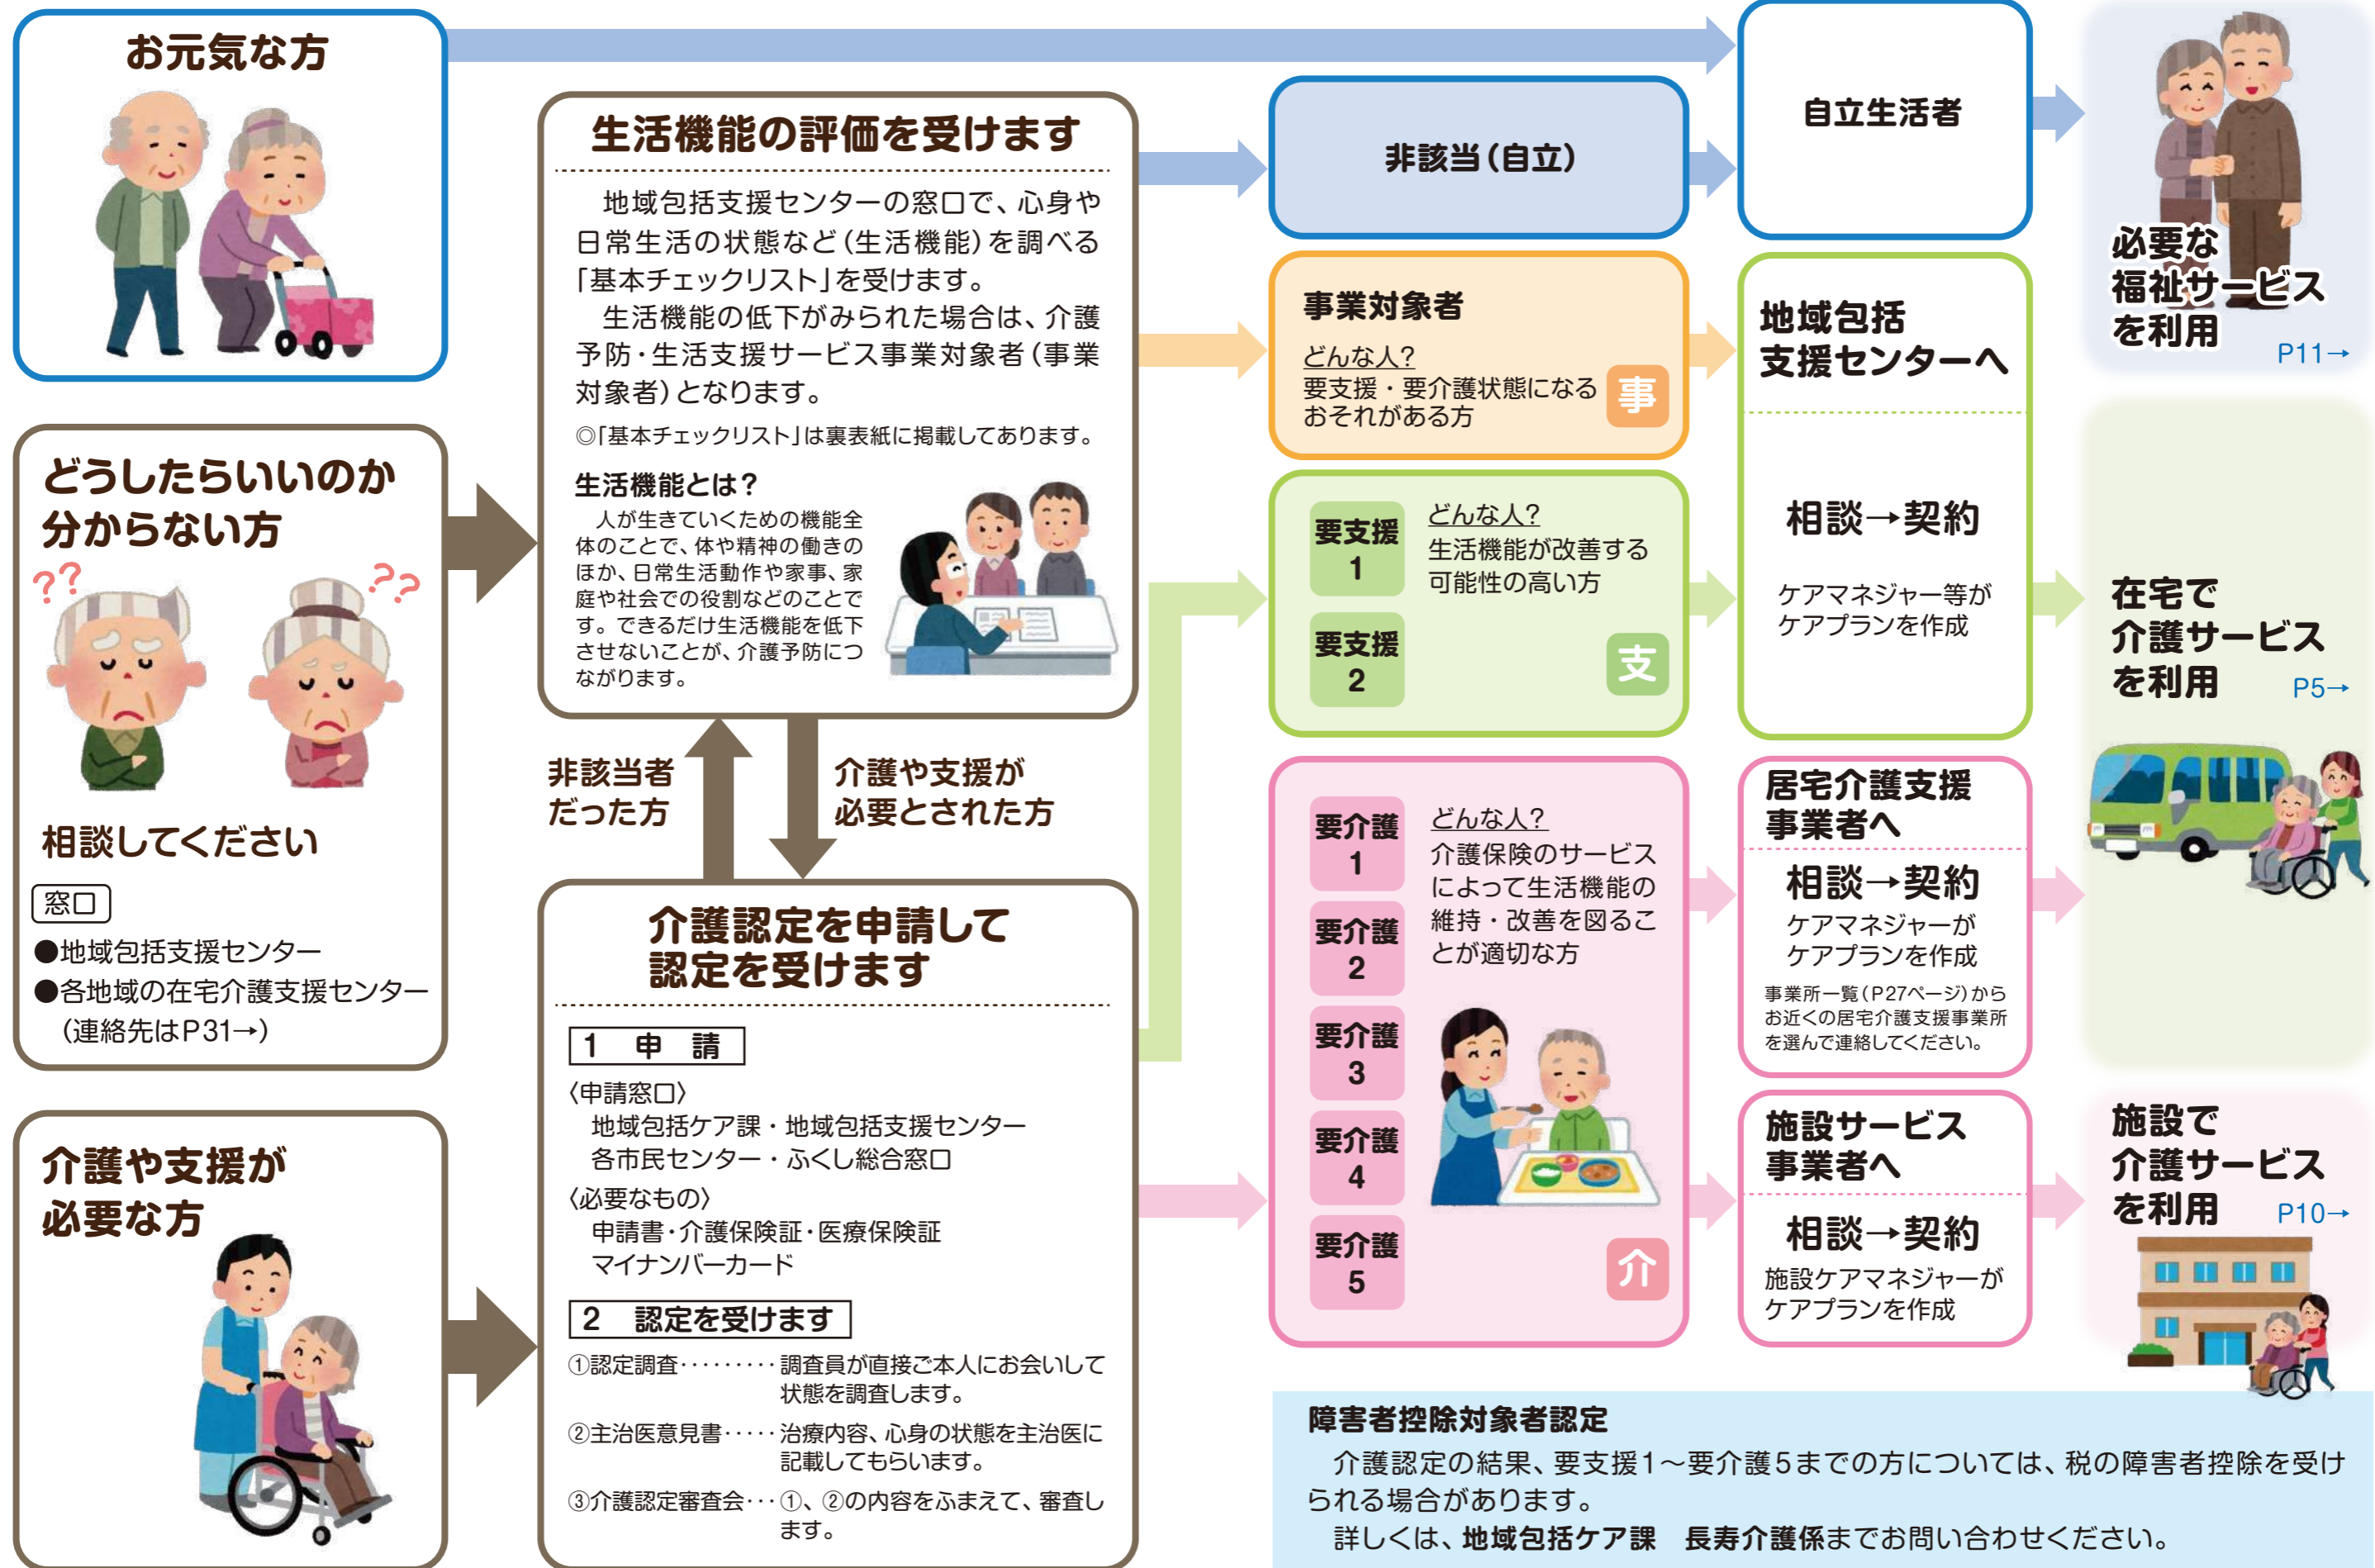 お元気な方
どうしたらいいのか
分からない方
??
??
相談してください
窓口
●地域包括支援センター
●各地域の在宅介護支援センター
（連絡先はP31→）
介護や支援が
必要な方
生活機能の評価を受けます
地域包括支援センターの窓口で、心身や
日常生活の状態など（生活機能）を調べる
「基本チェックリスト」を受けます。
生活機能の低下がみられた場合は、介護
予防・生活支援サービス事業対象者（事業
対象者）となります。
◎「基本チェックリスト」は裏表紙に掲載してあります。
生活機能とは？
人が生きていくための機能全
体のことで、体や精神の働きの
ほか、日常生活動作や家事、家
庭や社会での役割などのことで
す。できるだけ生活機能を低下
させないことが、介護予防につ
ながります。
非該当者
だった方
介護や支援が
必要とされた方
介護認定を申請して
認定を受けます
1　申　請
〈申請窓口〉
地域包括ケア課・地域包括支援センター
各市民センター・ふくし総合窓口
〈必要なもの〉
申請書・介護保険証・医療保険証
マイナンバーカード
2　認定を受けます
①認定調査･････････調査員が直接ご本人にお会いして
状態を調査します。
②主治医意見書･････治療内容、心身の状態を主治医に
記載してもらいます。
③介護認定審査会･･･①、②の内容をふまえて、審査し
ます。
非該当（自立）
事業対象者
どんな人?
要支援・要介護状態になる
おそれがある方
事
要支援
1
要支援
2
どんな人?
生活機能が改善する
可能性の高い方
支
要介護
1
要介護
2
要介護
3
要介護
4
要介護
5
どんな人?
介護保険のサービス
によって生活機能の
維持・改善を図るこ
とが適切な方
介
自立生活者
地域包括
支援センターへ
相談→契約
ケアマネジャー等が
ケアプランを作成
居宅介護支援
事業者へ
相談→契約
ケアマネジャーが
ケアプランを作成
事業所一覧（P27ページ）から
お近くの居宅介護支援事業所
を選んで連絡してください。
施設サービス
事業者へ
相談→契約
施設ケアマネジャーが
ケアプランを作成
必要な
福祉サービス
を利用
P11→
在宅で
介護サービス
を利用
P5→
施設で
介護サービス
を利用
P10→
障害者控除対象者認定
介護認定の結果、要支援1～要介護5までの方については、税の障害者控除を受け
られる場合があります。
詳しくは、地域包括ケア課　長寿介護係までお問い合わせください。